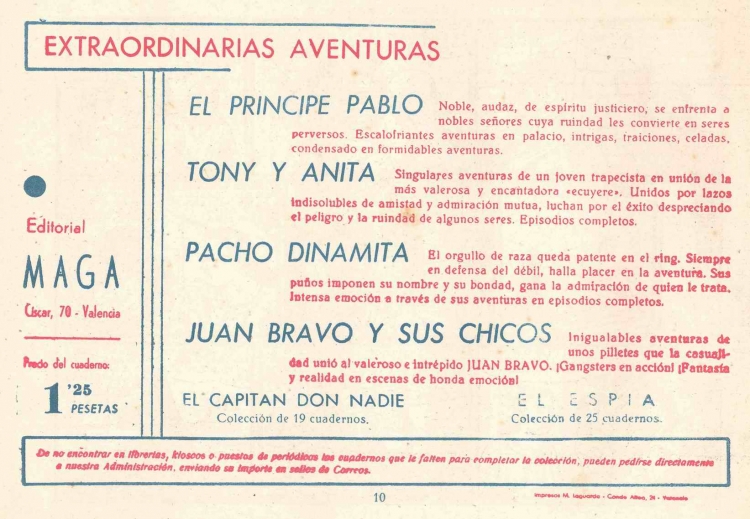 EXTRAORDINARIAS AVENTURAS
Editorial
MAGA
Císcar, 70 - Valencia
Precio del cuaderno:
1'25
PESETAS
EL PRINCIPE PABLO Noble, audaz, de espíritu justiciero, se enfrenta a
nobles señores cuya ruindad les convierte en seres
perversos. Escalofriantes aventuras en palacio, intrigas, traiciones, celadas,
condensado en formidables aventuras.
TONY Y ANITA Singulares aventuras de un joven trapecista en unión de la
más valerosa y encantadora «ecuyere». Unidos por lazos
indisolubles de amistad y admiración mutua, luchan por el éxito despreciando
el peligro y la ruindad de algunos seres. Episodios completos.
PACHO DINAMITA El orgullo de raza queda patente en el ring. Siempre
en defensa del débil, halla placer en la aventura. Sus
puños imponen su nombre y su bondad, gana la admiración de quien le trata.
Intensa emoción a través de sus aventuras en episodios completos.
JUAN BRAVO Y SUS CHICOS Inigualables aventuras de
unos pilletes que la casuali-
dad unió al valeroso e intrépido JUAN BRAVO. ¡Gangsters en acción! ¡Fantasía
y realidad en escenas de honda emoción!
EL CAPITAN DON NADIE
Colección de 19 cuadernos.
EL ESPIA
Colección de 25 cuadernos.
De no encontrar en librerías, kioscos o puestos de periódicos los cuadernos que le falten para completar la colección, pueden pedirse directamente
a nuestra Administración, enviando su importe en sellos de Correos.
10
Impresos M. Laguarda - Conde Altea, 21 - Valencia